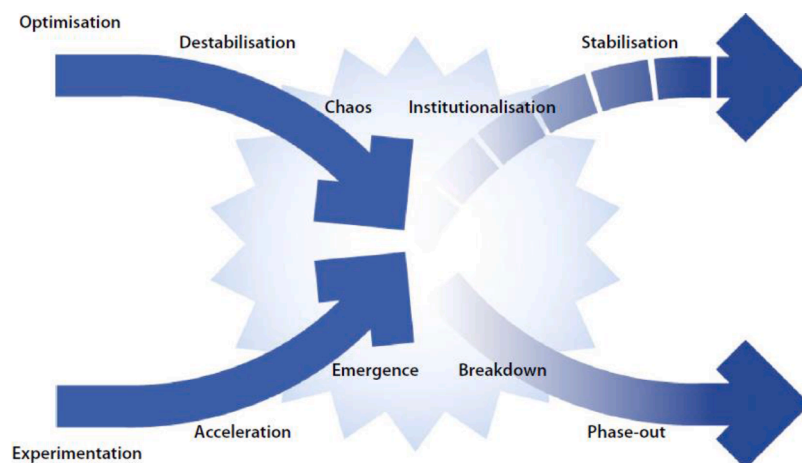 Optimisation
Destabilisation
Stabilisation
Chaos
Institutionalisation
Emergence
Breakdown
Acceleration
Phase-out
Experimentation